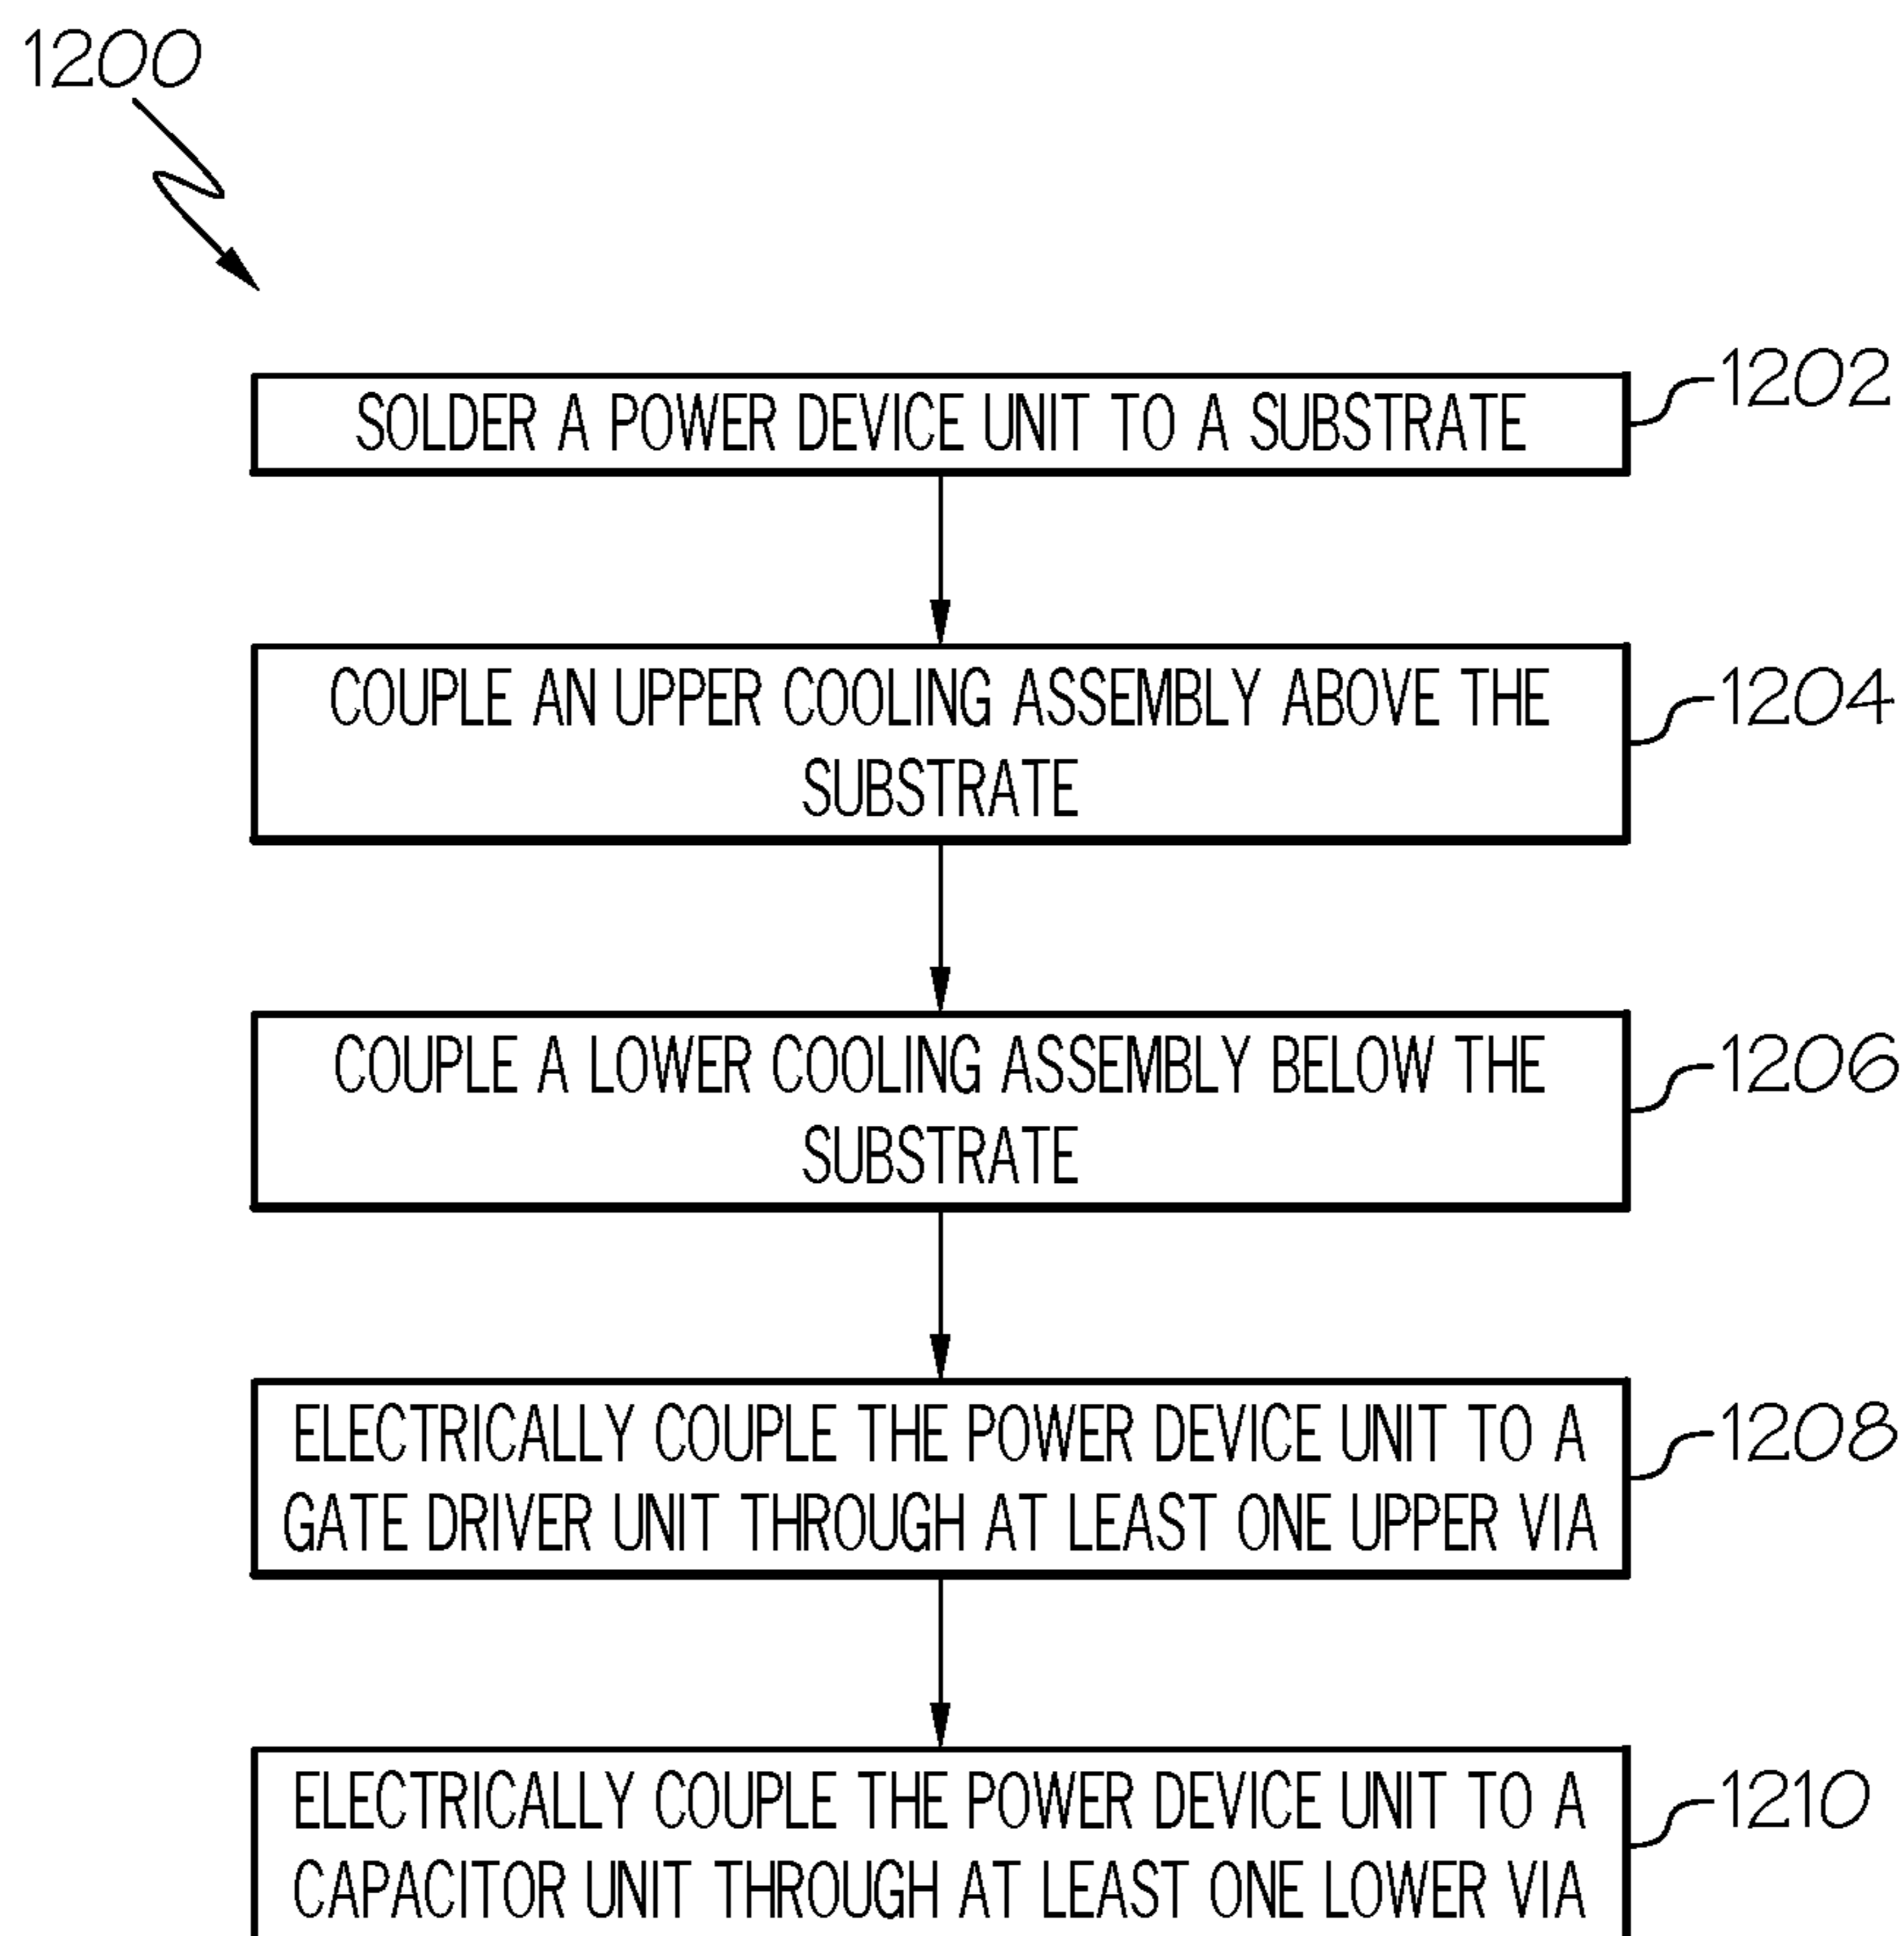 1200
SOLDER A POWER DEVICE UNIT TO A SUBSTRATE
1202
COUPLE AN UPPER COOLING ASSEMBLY ABOVE THE
SUBSTRATE
1204
COUPLE A LOWER COOLING ASSEMBLY BELOW THE
SUBSTRATE
1206
ELECTRICALLY COUPLE THE POWER DEVICE UNIT TO A
GATE DRIVER UNIT THROUGH AT LEAST ONE UPPER VIA
1208
ELECTRICALLY COUPLE THE POWER DEVICE UNIT TO A
CAPACITOR UNIT THROUGH AT LEAST ONE LOWER VIA
1210